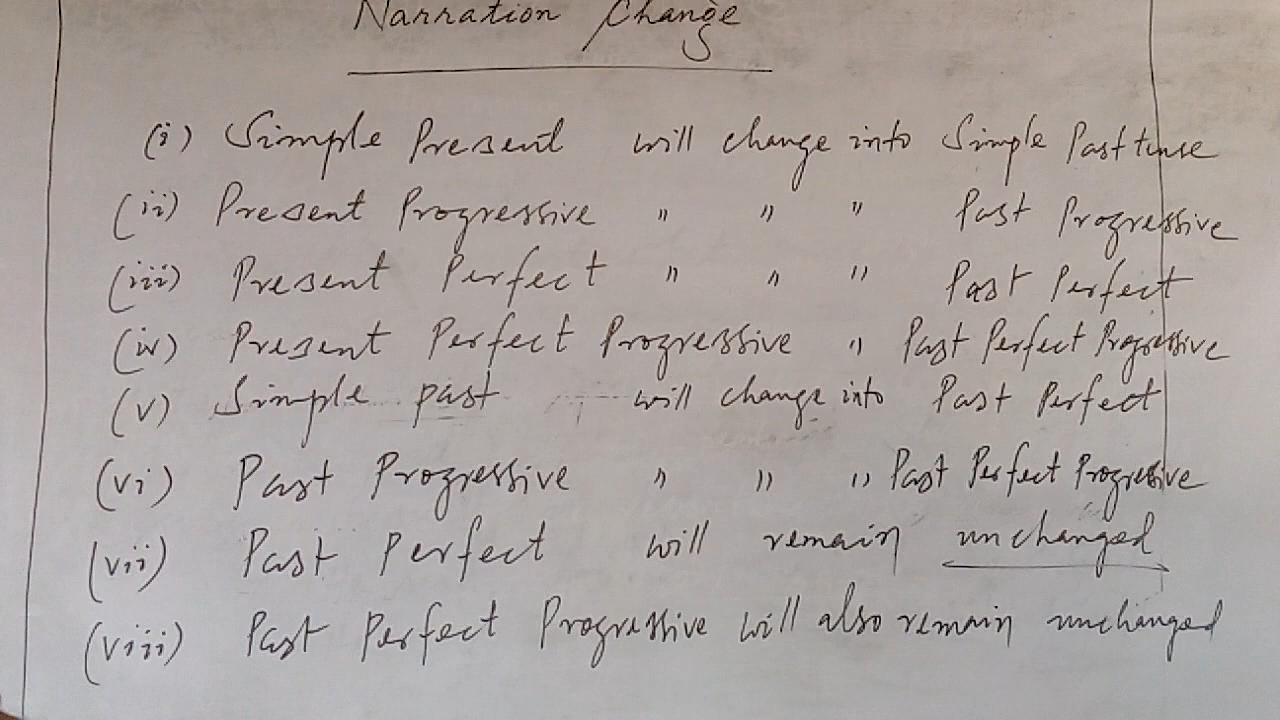 Narration Change
(i) Simple Present will change into Simple Past tense
(ii) Present Progressive " " " Past Progressive
(iii) Present Perfect " " " Past Perfect
(iv) Present Perfect Progressive " Past Perfect Progressive
(v) Simple past will change into Past Perfect
(vi) Past Progressive " " " Past Perfect Progressive
(vii) Past Perfect will remain unchanged
(viii) Past Perfect Progressive will also remain unchanged